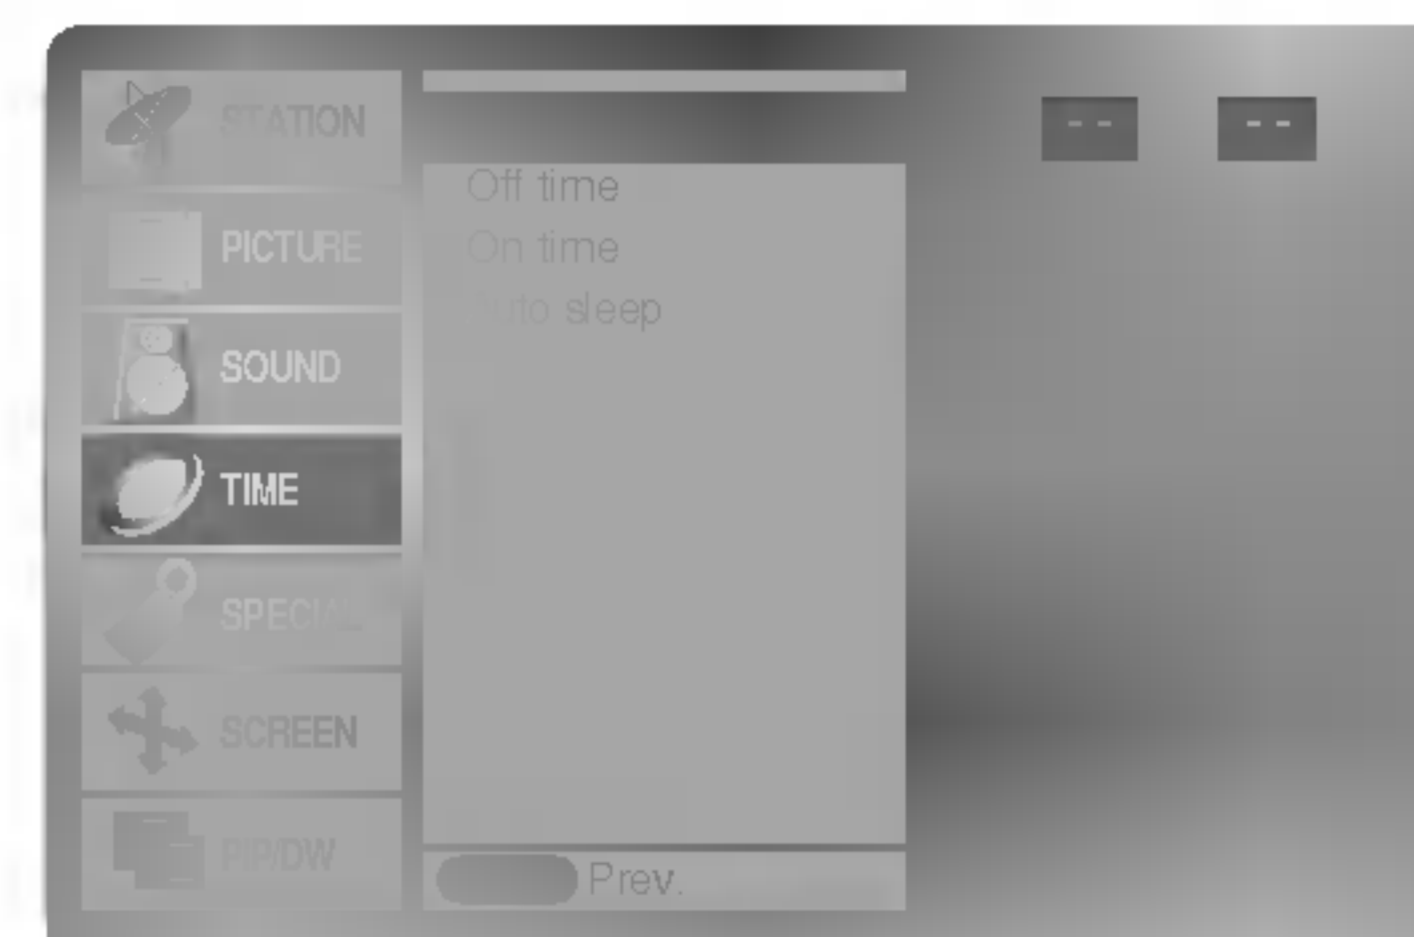 STATION
PICTURE
SOUND
TIME
SPECIAL
SCREEN
PIP/DW
Off time
On time
Auto sleep
Prev.
- - - -